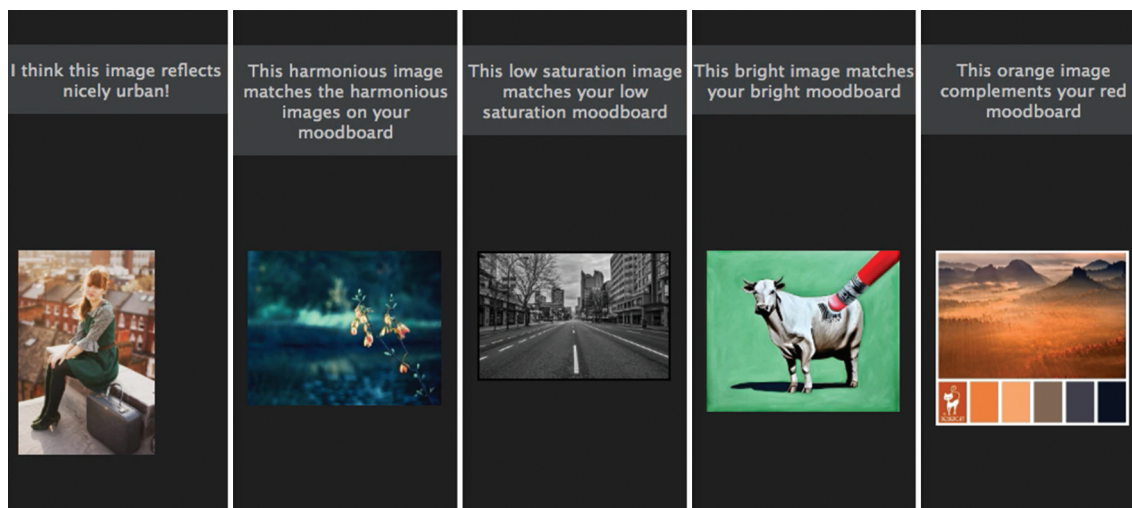 I think this image reflects
nicely urban!
This harmonious image
matches the harmonious
images on your
moodboard
This low saturation image
matches your low
saturation moodboard
This bright image matches
your bright moodboard
This orange image
complements your red
moodboard